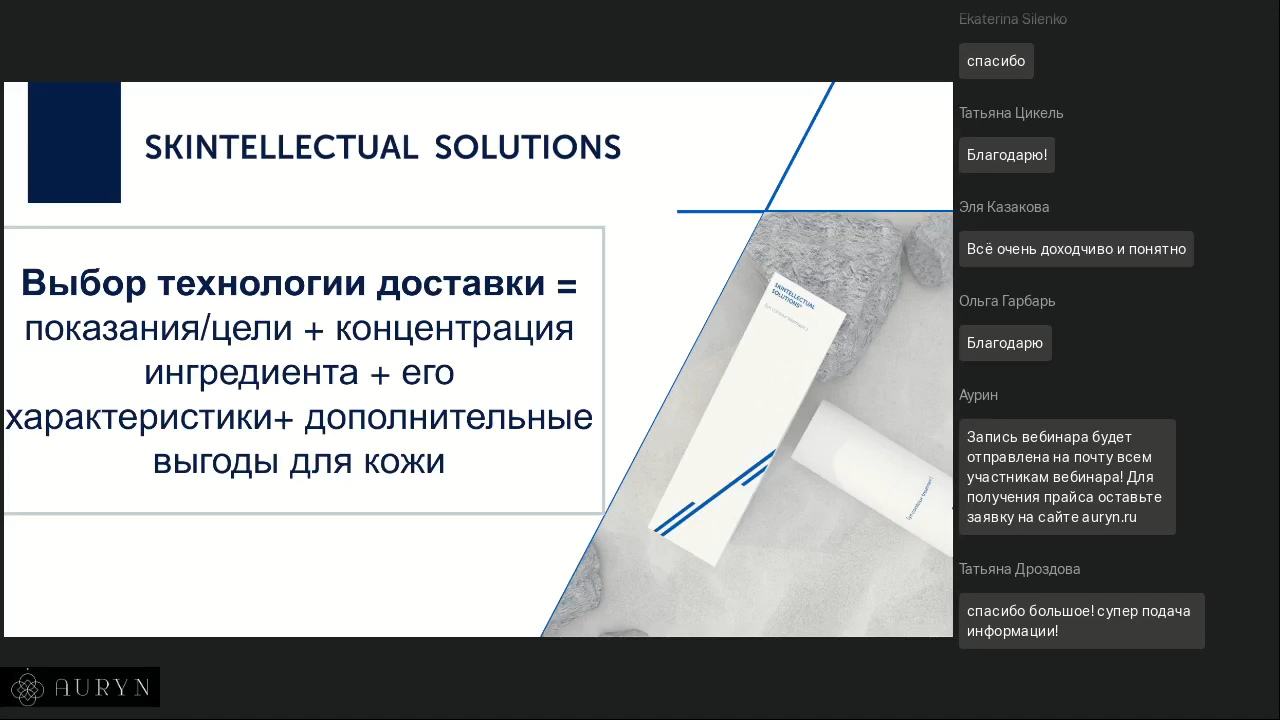 SKINTELLECTUAL SOLUTIONS
Выбор технологии доставки =
показания/цели + концентрация
ингредиента + его
характеристики+ дополнительные
выгоды для кожи
SKINTELLECTUAL
SOLUTIONS
AURYN
Ekaterina Silenko
спасибо
Татьяна Цикель
Благодарю!
Эля Казакова
Всё очень доходчиво и понятно
Ольга Гарбарь
Благодарю
Аурин
Запись вебинара будет
отправлена на почту всем
участникам вебинара! Для
получения прайса оставьте
заявку на сайте auryn.ru
Татьяна Дроздова
спасибо большое! супер подача
информации!